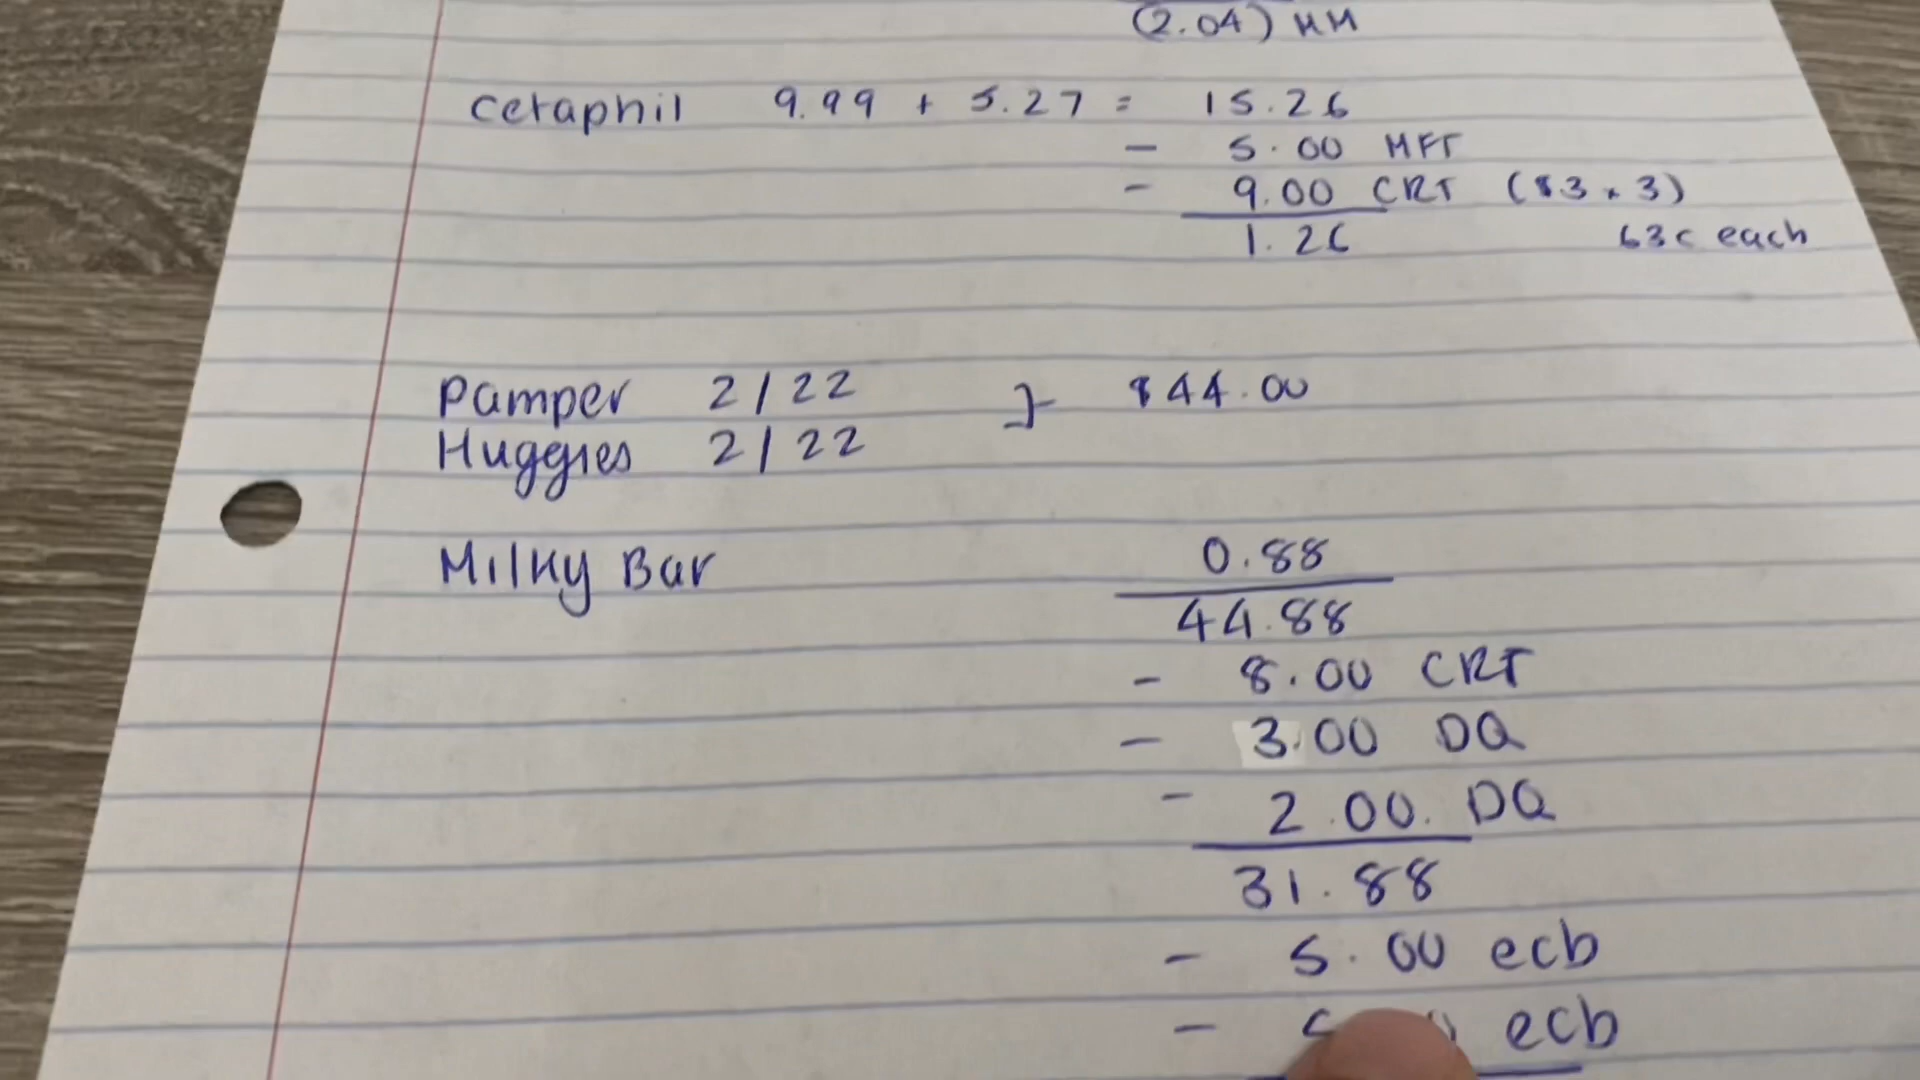 (2.04) MM
Cetaphil 9.99 + 5.27 = 15.26
- 5.00 MFT
- 9.00 CRT ($3 x 3)
1.26 63c each
Pamper 2/22 }- $44.00
Huggies 2/22
Milky Bar 0.88
44.88
- 8.00 CRT
- 3.00 DQ
- 2.00. DQ
31.88
- 5.00 ecb
- ecb